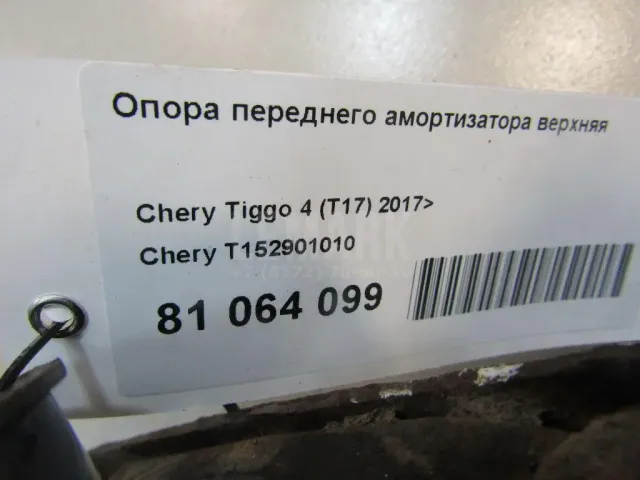 Опора переднего амортизатора верхняя
Chery Tiggo 4 (T17) 2017>
Chery T152901010
81 064 099